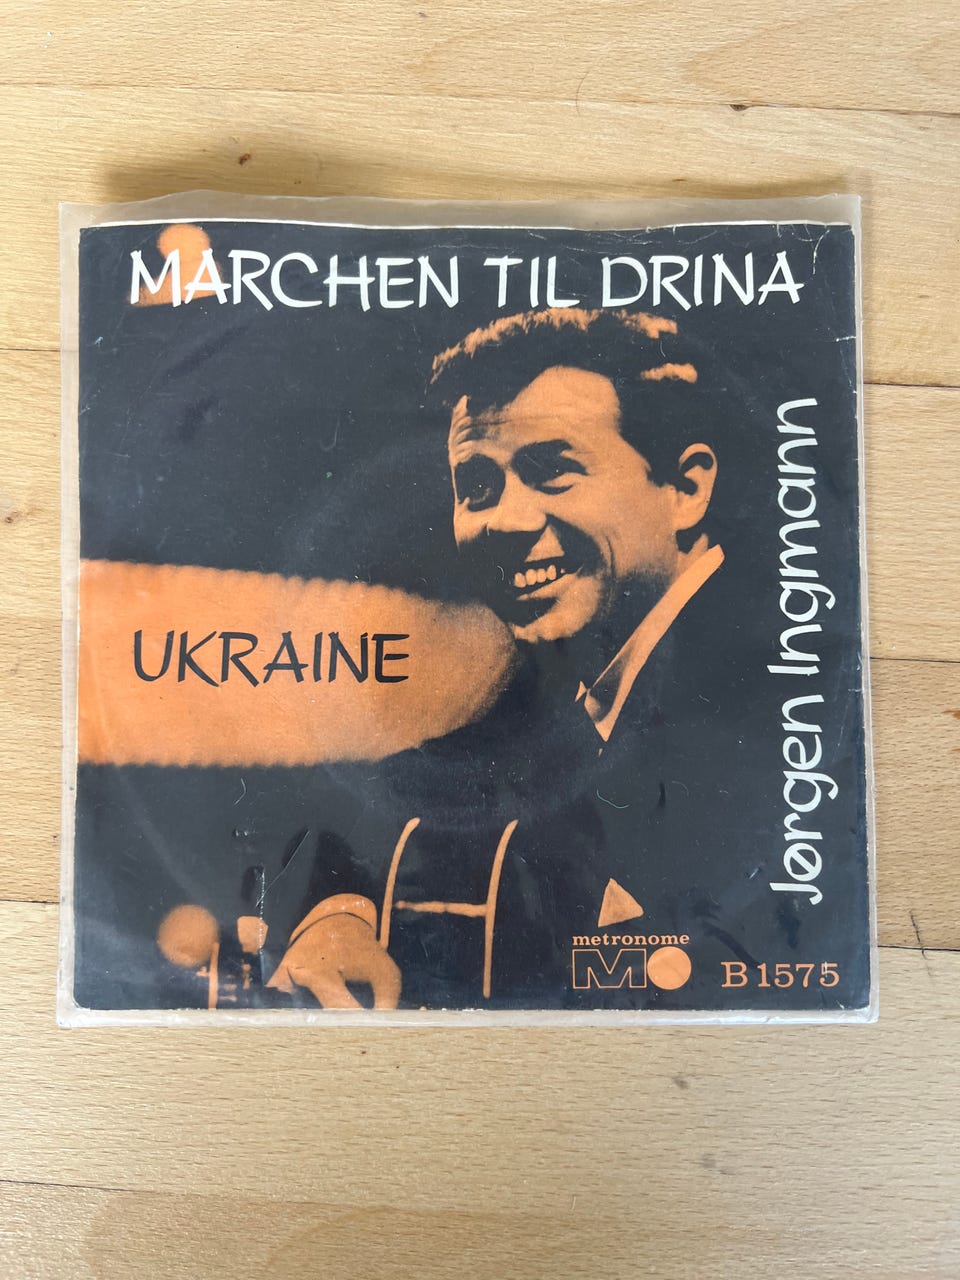 MARCHEN TIL DRINA
Jørgen Ingmann
UKRAINE
metronome
M
B 1575